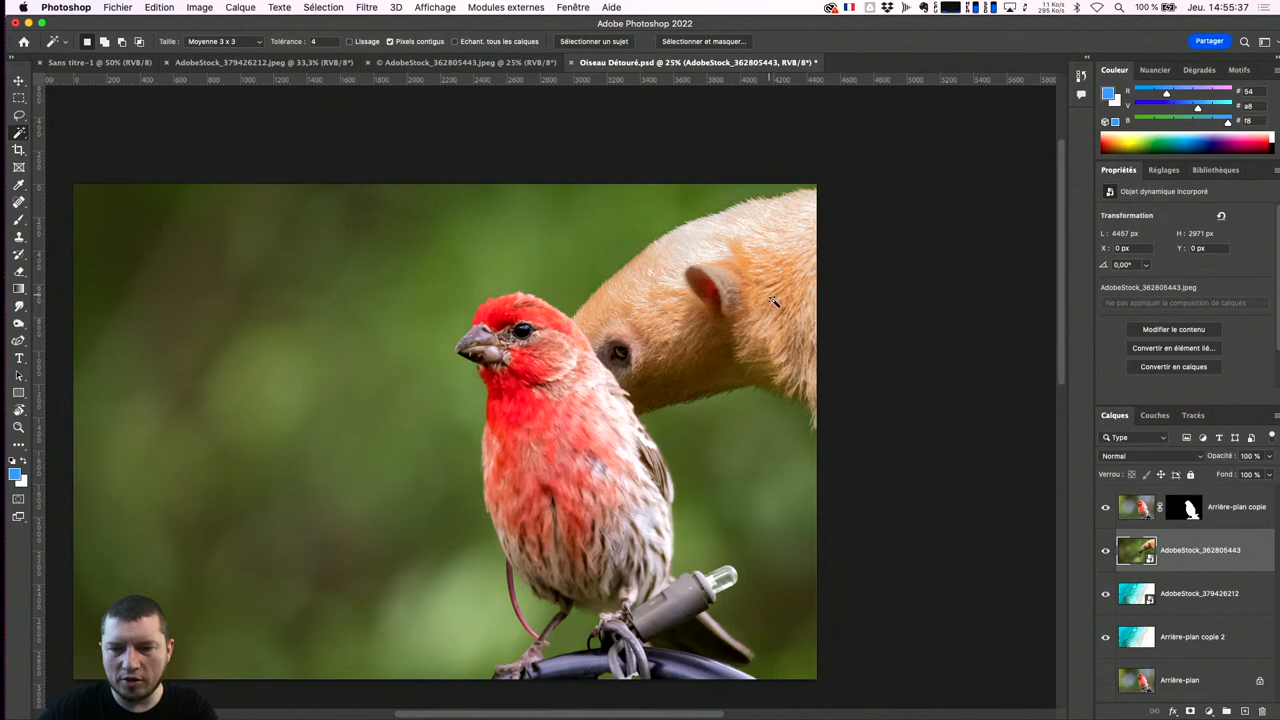 Photoshop Fichier Edition Image Calque Texte Sélection Filtre 3D Affichage Modules externes Fenêtre Aide 11 Ko/s 295 Ko/s 100 % Jeu. 14:55:37
Adobe Photoshop 2022
Taille : Moyenne 3 x 3 Tolérance : 4 Lissage Pixels contigus Echant. tous les calques Sélectionner un sujet Sélectionner et masquer... Partager
Sans titre-1 @ 50% (RVB/8) AdobeStock_379426212.jpeg @ 33,3% (RVB/8*) © AdobeStock_362805443.jpeg @ 25% (RVB/8*) Oiseau Détouré.psd @ 25% (AdobeStock_362805443, RVB/8*) *
Couleur Nuancier Dégradés Motifs
R # 54
V # a8
B # f8
Propriétés Réglages Bibliothèques
Objet dynamique incorporé
Transformation
L : 4457 px H : 2971 px
X : 0 px Y : 0 px
0,00°
AdobeStock_362805443.jpeg
Ne pas appliquer la composition de calques
Modifier le contenu
Convertir en élément lié...
Convertir en calques
Calques Couches Tracés
Type
Normal Opacité : 100 %
Verrou : Fond : 100 %
Arrière-plan copie
AdobeStock_362805443
AdobeStock_379426212
Arrière-plan copie 2
Arrière-plan